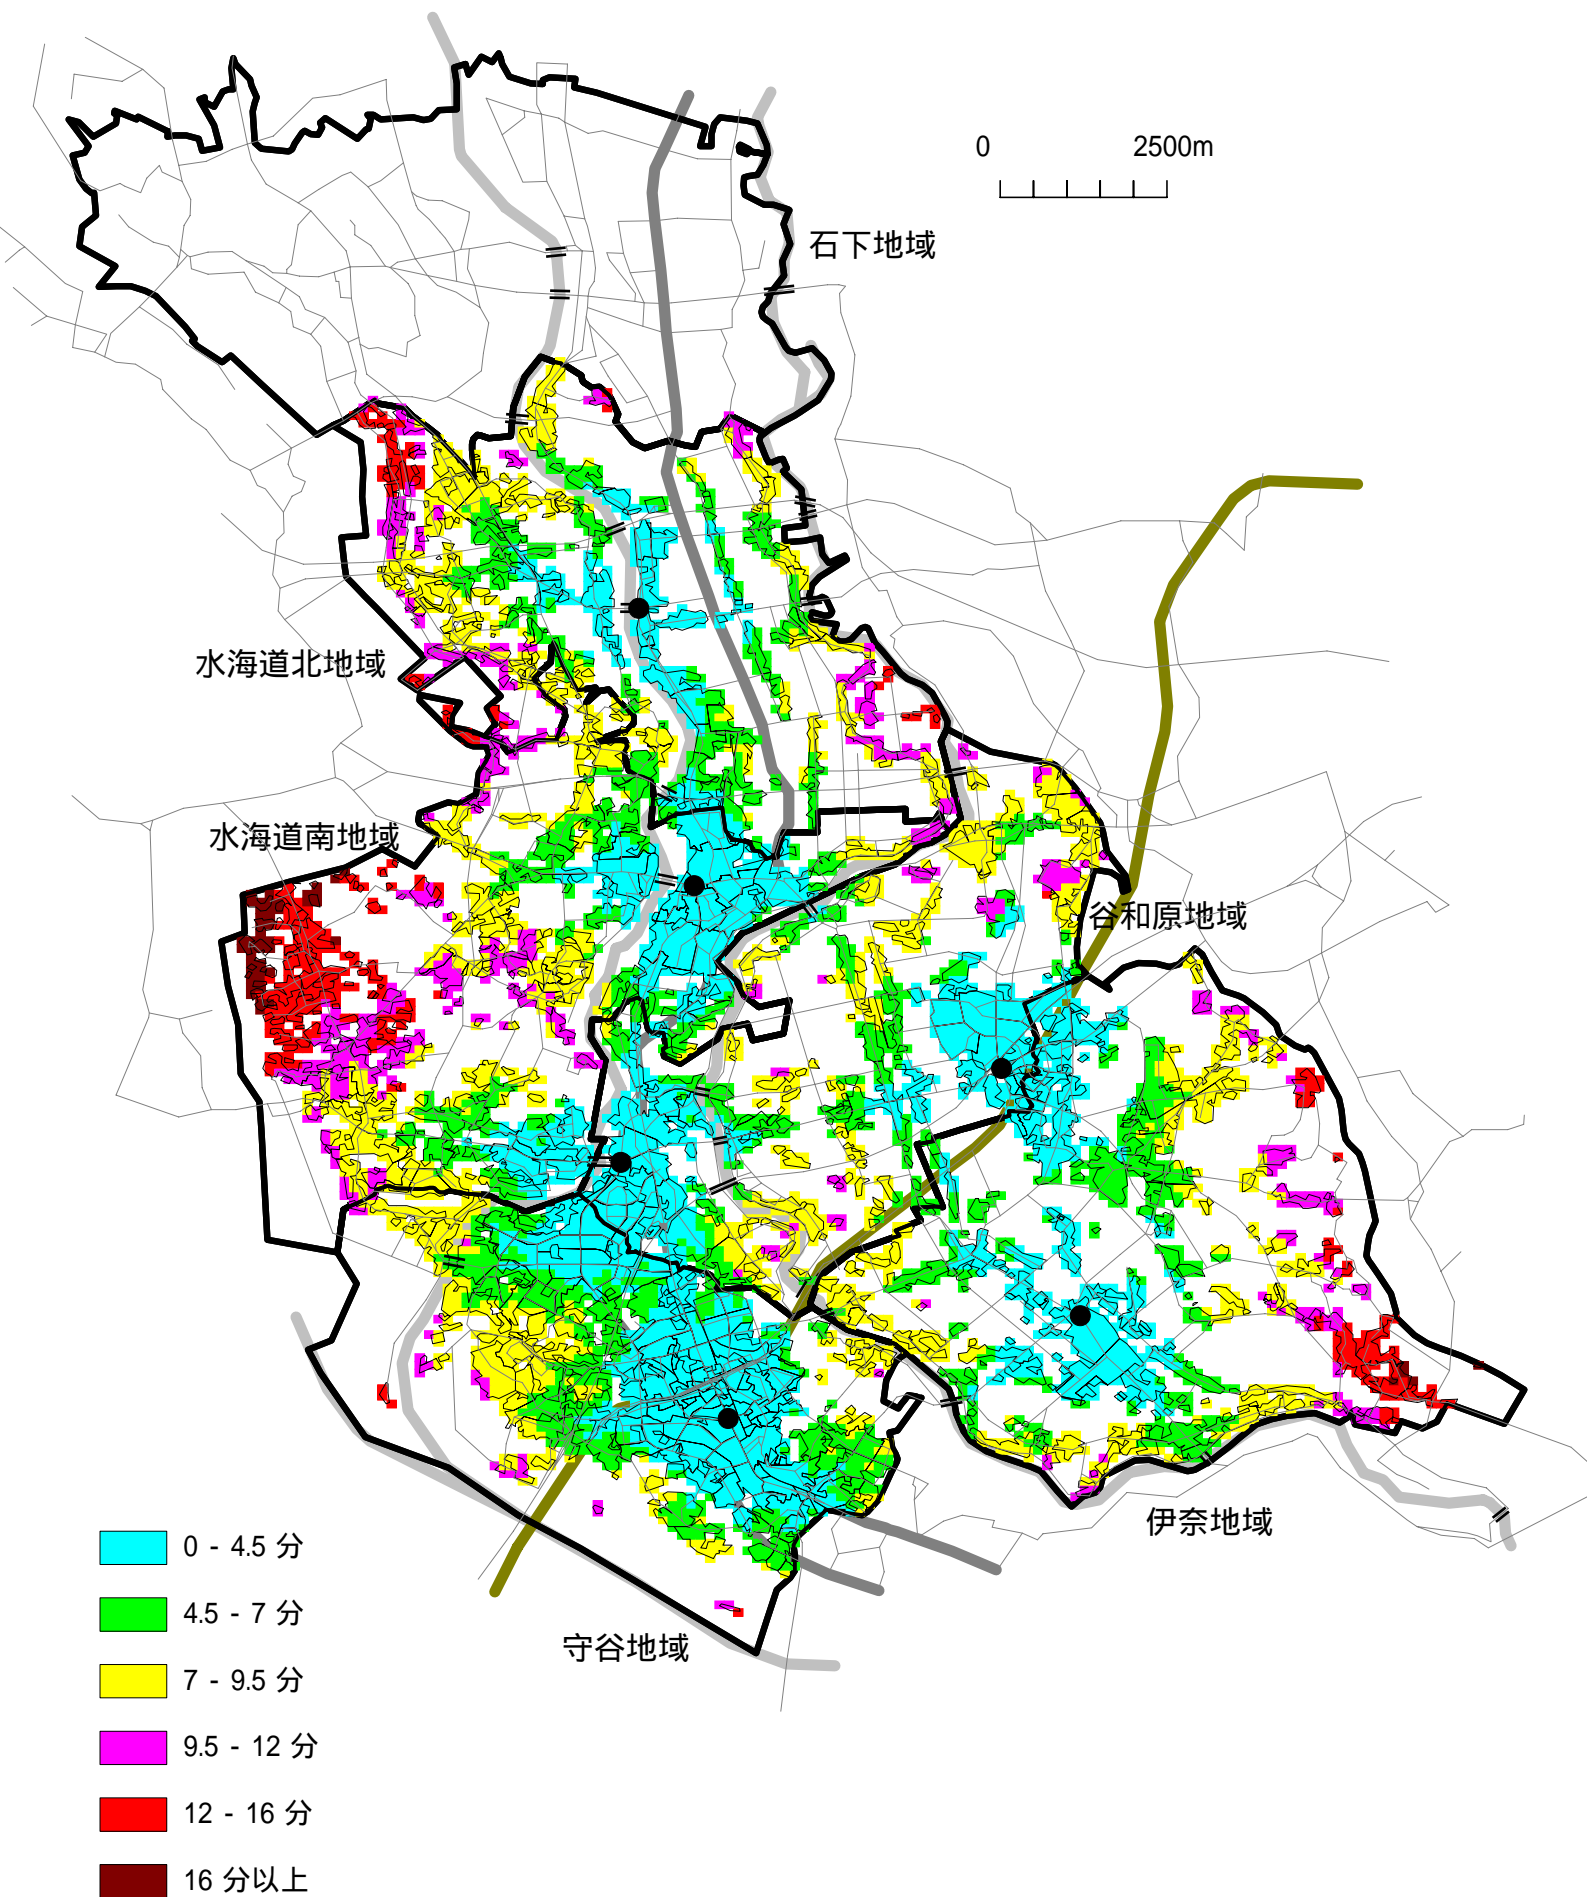 0 2500m
石下地域
水海道北地域
水海道南地域
谷和原地域
伊奈地域
守谷地域
0 - 4.5 分
4.5 - 7 分
7 - 9.5 分
9.5 - 12 分
12 - 16 分
16 分以上